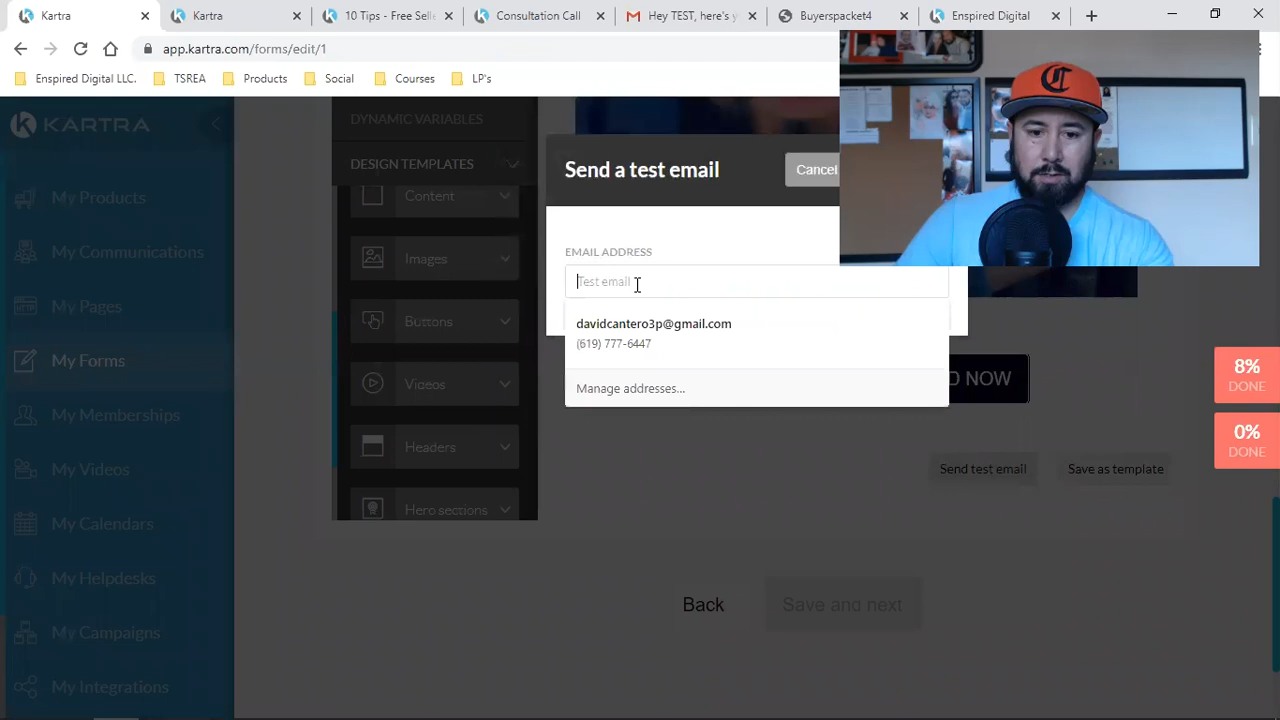 Kartra
Kartra
10 Tips - Free Selle
Consultation Call
Hey TEST, here's y
Buyerspacket4
Enspired Digital
app.kartra.com/forms/edit/1
Enspired Digital LLC.
TSREA
Products
Social
Courses
LP's
KARTRA
My Products
My Communications
My Pages
My Forms
My Memberships
My Videos
My Calendars
My Helpdesks
My Campaigns
My Integrations
DYNAMIC VARIABLES
DESIGN TEMPLATES
Content
Images
Buttons
Videos
Headers
Hero sections
Send a test email
Cancel
EMAIL ADDRESS
Test email
davidcantero3p@gmail.com
(619) 777-6447
Manage addresses...
D NOW
Send test email
Save as template
Back
Save and next
8%
DONE
0%
DONE